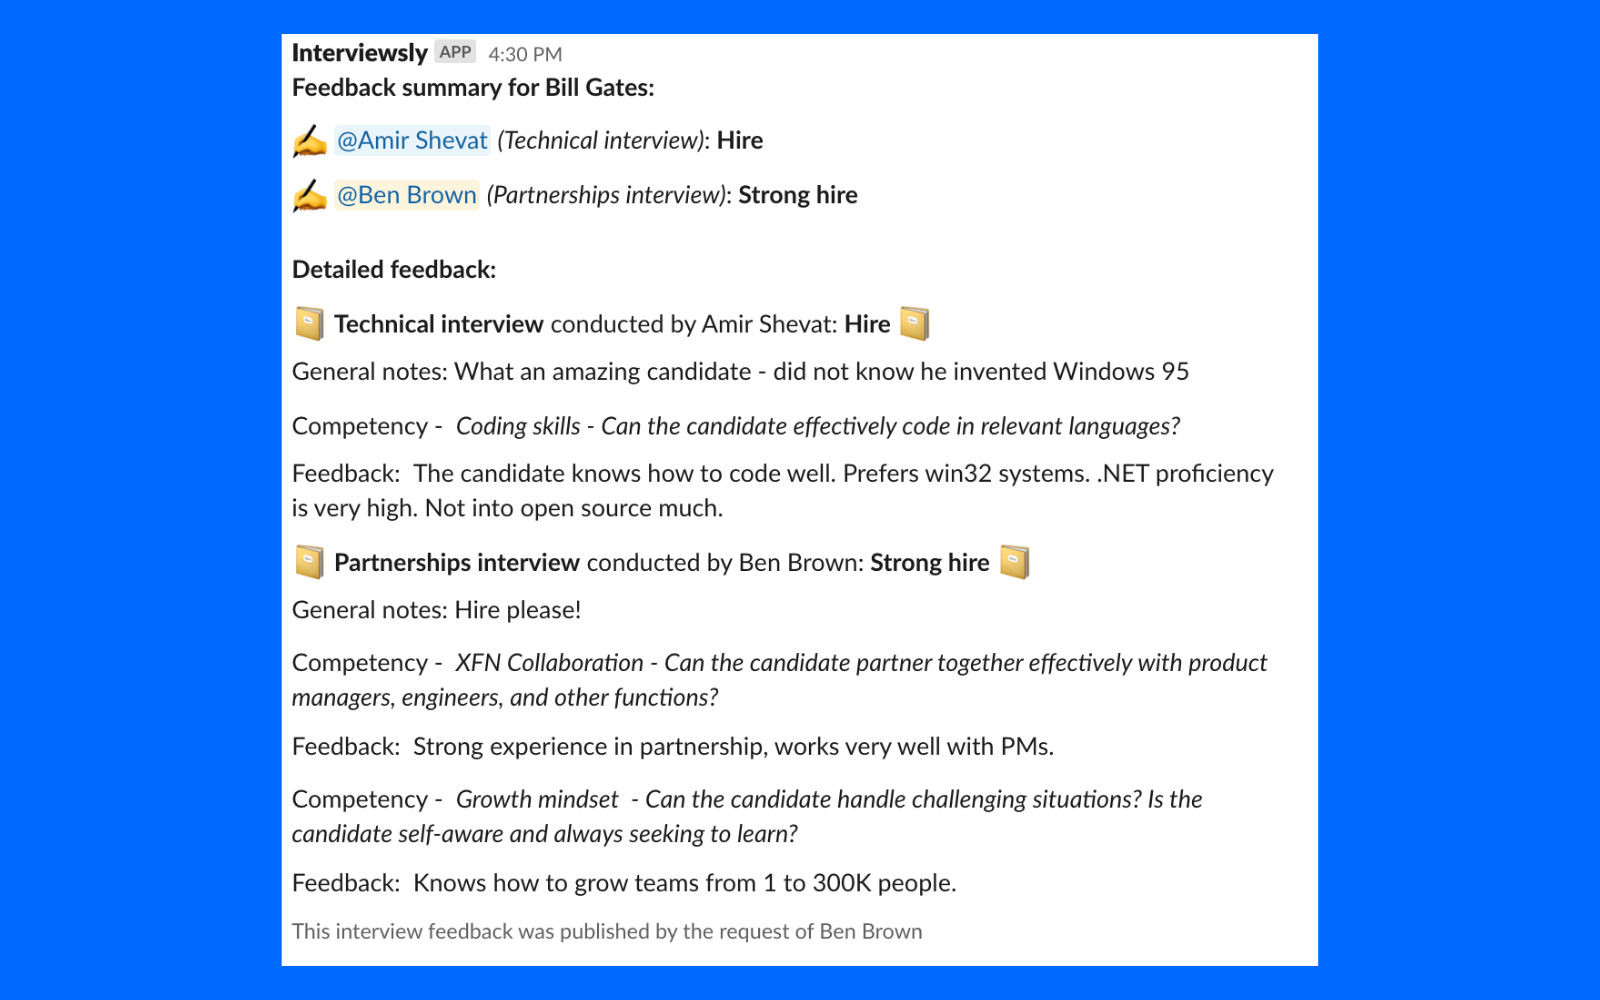 Interviewsly APP 4:30 PM
Feedback summary for Bill Gates:
@Amir Shevat (Technical interview): Hire
@Ben Brown (Partnerships interview): Strong hire
Detailed feedback:
Technical interview conducted by Amir Shevat: Hire
General notes: What an amazing candidate - did not know he invented Windows 95
Competency - Coding skills - Can the candidate effectively code in relevant languages?
Feedback: The candidate knows how to code well. Prefers win32 systems. .NET proficiency
is very high. Not into open source much.
Partnerships interview conducted by Ben Brown: Strong hire
General notes: Hire please!
Competency - XFN Collaboration - Can the candidate partner together effectively with product
managers, engineers, and other functions?
Feedback: Strong experience in partnership, works very well with PMs.
Competency - Growth mindset - Can the candidate handle challenging situations? Is the
candidate self-aware and always seeking to learn?
Feedback: Knows how to grow teams from 1 to 300K people.
This interview feedback was published by the request of Ben Brown